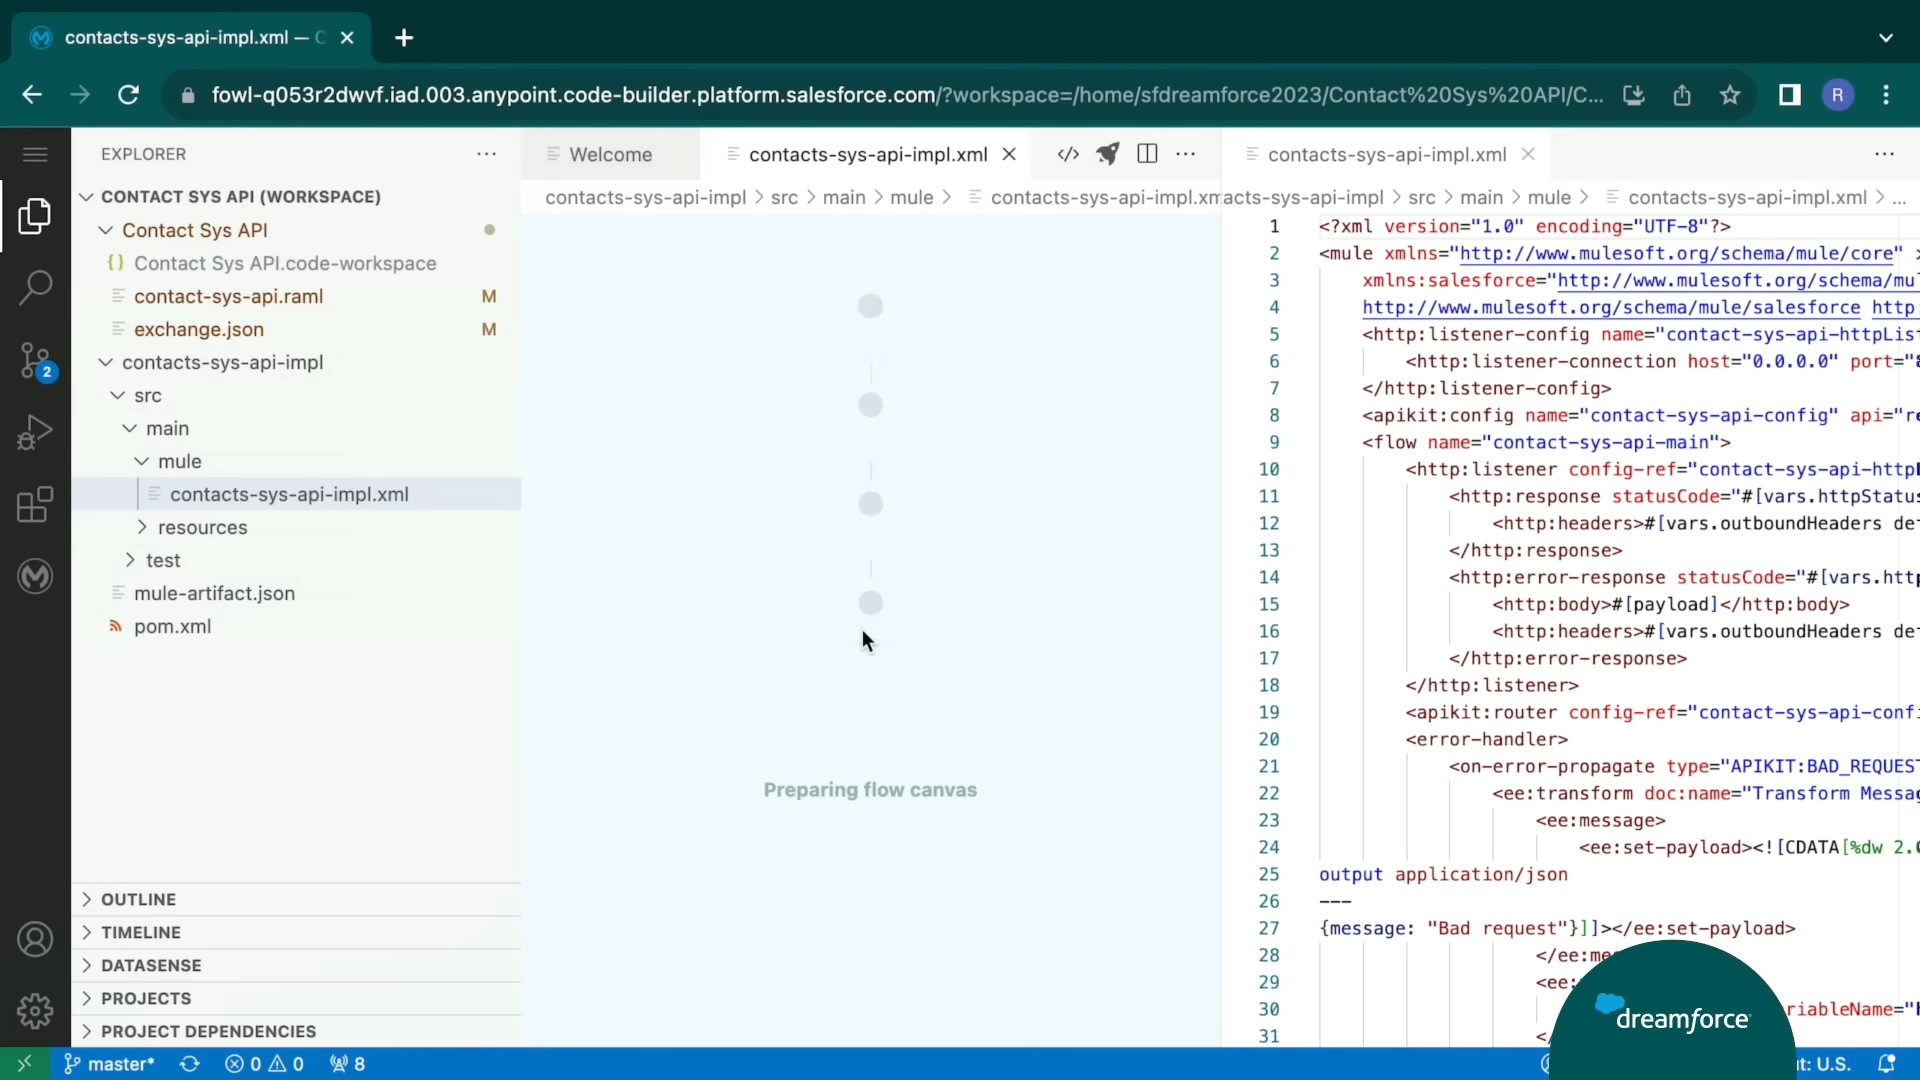 contacts-sys-api-impl.xml — C
fowl-q053r2dwvf.iad.003.anypoint.code-builder.platform.salesforce.com/?workspace=/home/sfdreamforce2023/Contact%20Sys%20API/C...
R
EXPLORER
Welcome
contacts-sys-api-impl.xml
contacts-sys-api-impl.xml
CONTACT SYS API (WORKSPACE)
contacts-sys-api-impl > src > main > mule > contacts-sys-api-impl.xm
acts-sys-api-impl > src > main > mule > contacts-sys-api-impl.xml > ...
Contact Sys API
{} Contact Sys API.code-workspace
contact-sys-api.raml M
exchange.json M
contacts-sys-api-impl
src
main
mule
contacts-sys-api-impl.xml
resources
test
mule-artifact.json
pom.xml
2
OUTLINE
TIMELINE
DATASENSE
PROJECTS
PROJECT DEPENDENCIES
Preparing flow canvas
1 <?xml version="1.0" encoding="UTF-8"?>
2 <mule xmlns="http://www.mulesoft.org/schema/mule/core"
3 xmlns:salesforce="http://www.mulesoft.org/schema/mu
4 http://www.mulesoft.org/schema/mule/salesforce http
5 <http:listener-config name="contact-sys-api-httpLis
6 <http:listener-connection host="0.0.0.0" port="8
7 </http:listener-config>
8 <apikit:config name="contact-sys-api-config" api="re
9 <flow name="contact-sys-api-main">
10 <http:listener config-ref="contact-sys-api-http
11 <http:response statusCode="#[vars.httpStatus
12 <http:headers>#[vars.outboundHeaders de
13 </http:response>
14 <http:error-response statusCode="#[vars.http
15 <http:body>#[payload]</http:body>
16 <http:headers>#[vars.outboundHeaders de
17 </http:error-response>
18 </http:listener>
19 <apikit:router config-ref="contact-sys-api-confi
20 <error-handler>
21 <on-error-propagate type="APIKIT:BAD_REQUEST
22 <ee:transform doc:name="Transform Messag
23 <ee:message>
24 <ee:set-payload><![CDATA[%dw 2.0
25 output application/json
26 ---
27 {message: "Bad request"}]]></ee:set-payload>
28 </ee:me
29 <ee:
30 riableName="h
31 </
dreamforce
master* 0 0 8
t: U.S.